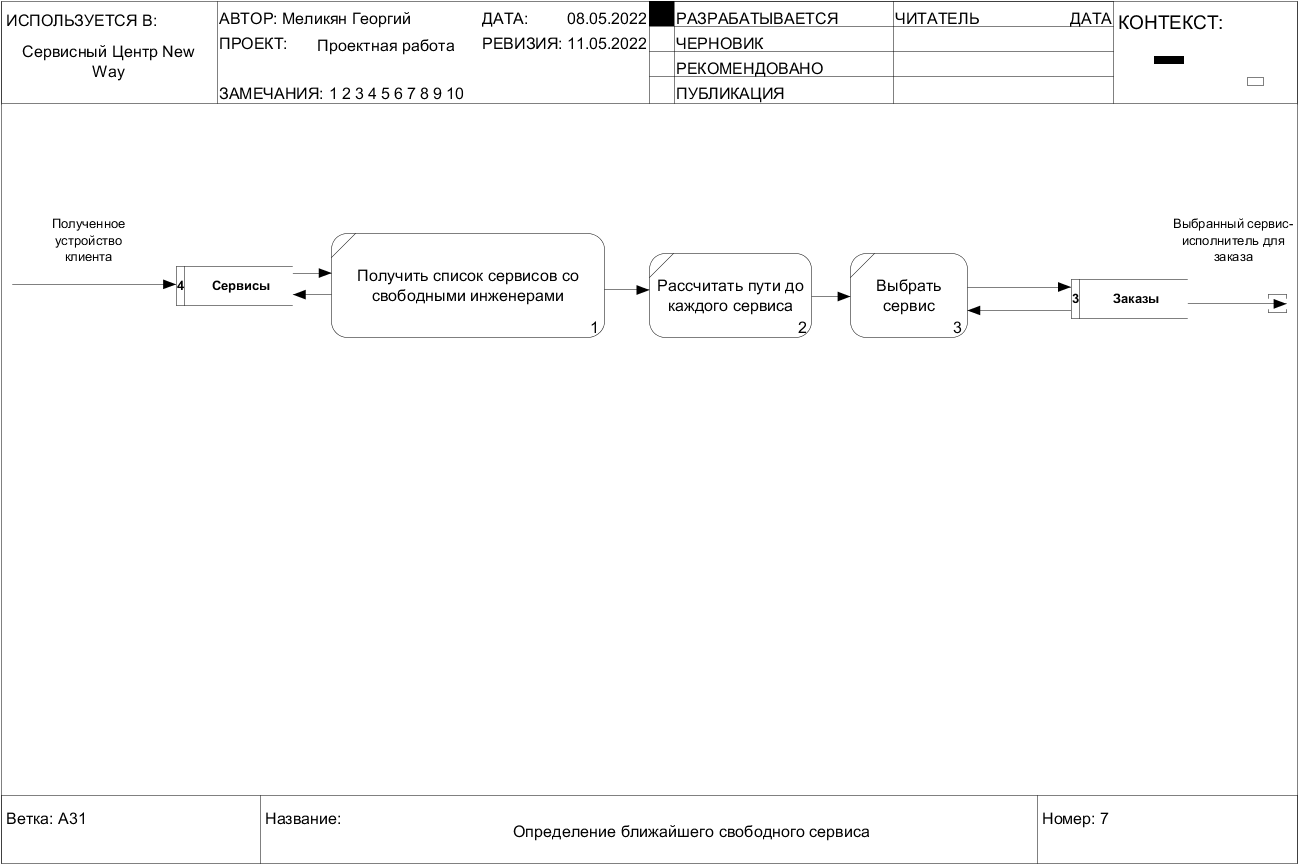 ИСПОЛЬЗУЕТСЯ В:
Сервисный Центр New
Way
АВТОР: Меликян Георгий
ДАТА: 08.05.2022
ПРОЕКТ: Проектная работа
РЕВИЗИЯ: 11.05.2022
ЗАМЕЧАНИЯ: 1 2 3 4 5 6 7 8 9 10
РАЗРАБАТЫВАЕТСЯ
ЧЕРНОВИК
РЕКОМЕНДОВАНО
ПУБЛИКАЦИЯ
ЧИТАТЕЛЬ ДАТА
КОНТЕКСТ:
Полученное
устройство
клиента
4 Сервисы
Получить список сервисов со
свободными инженерами
1
Рассчитать пути до
каждого сервиса
2
Выбрать
сервис
3
3 Заказы
Выбранный сервис-
исполнитель для
заказа
Ветка: A31
Название:
Определение ближайшего свободного сервиса
Номер: 7